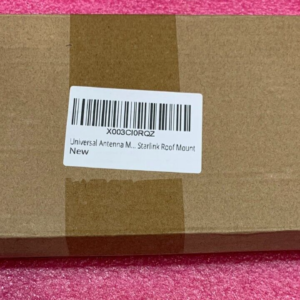 X003CI0RQZ
Universal Antenna M... Starlink Roof Mount
New